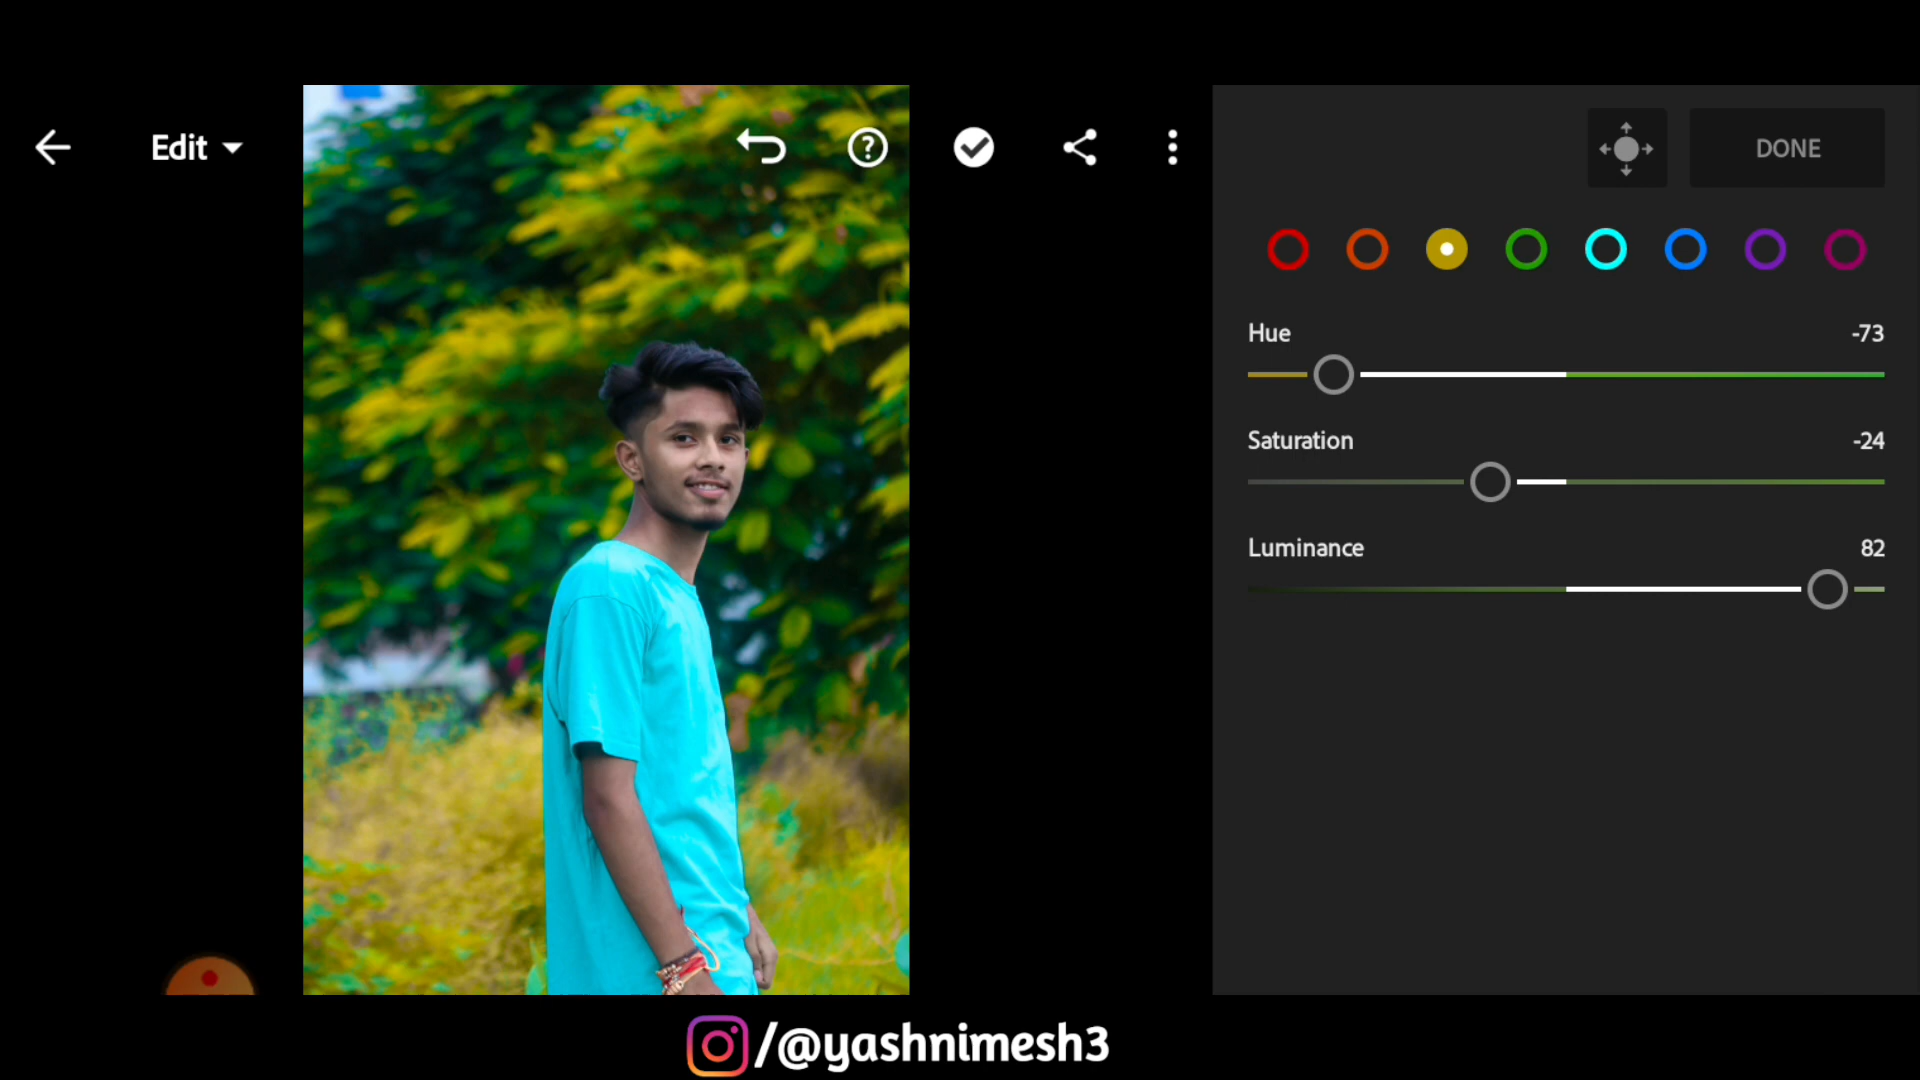 Edit
DONE
Hue -73
Saturation -24
Luminance 82
/@yashnimesh3